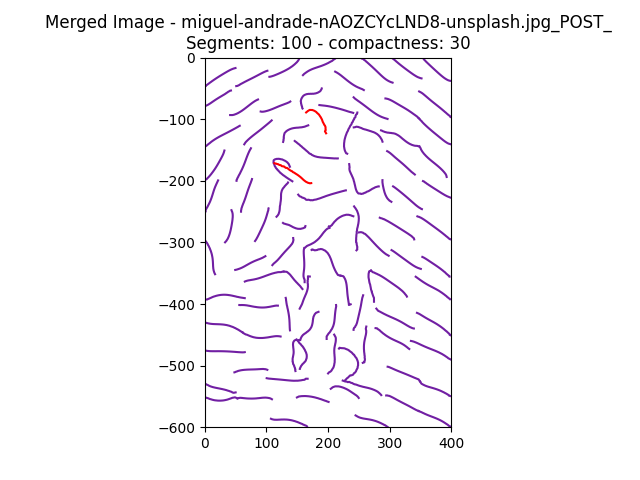 Merged Image - miguel-andrade-nAOZCYcLND8-unsplash.jpg_POST_
Segments: 100 - compactness: 30
0
−100
−200
−300
−400
−500
−600
0 100 200 300 400